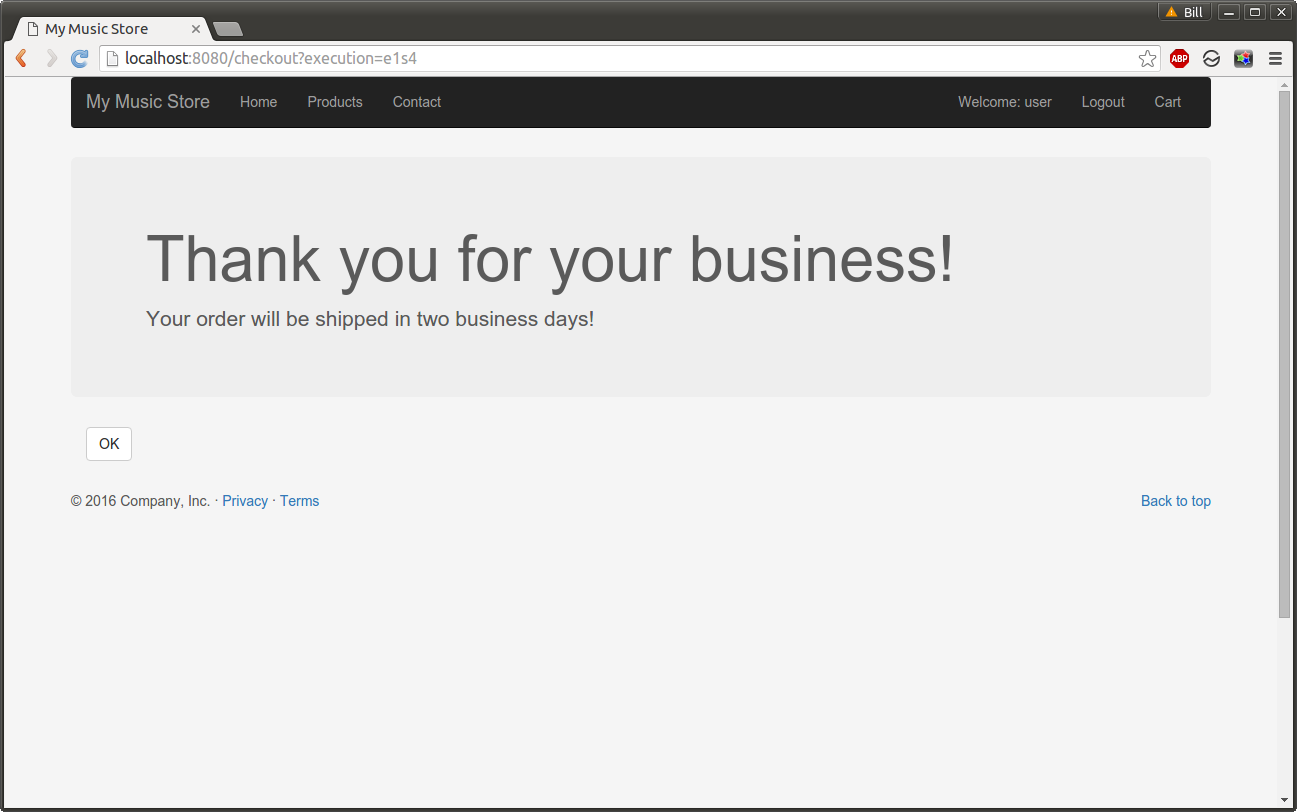 Bill
My Music Store
localhost:8080/checkout?execution=e1s4
ABP
My Music Store Home Products Contact Welcome: user Logout Cart
Thank you for your business!
Your order will be shipped in two business days!
OK
© 2016 Company, Inc. · Privacy · Terms Back to top